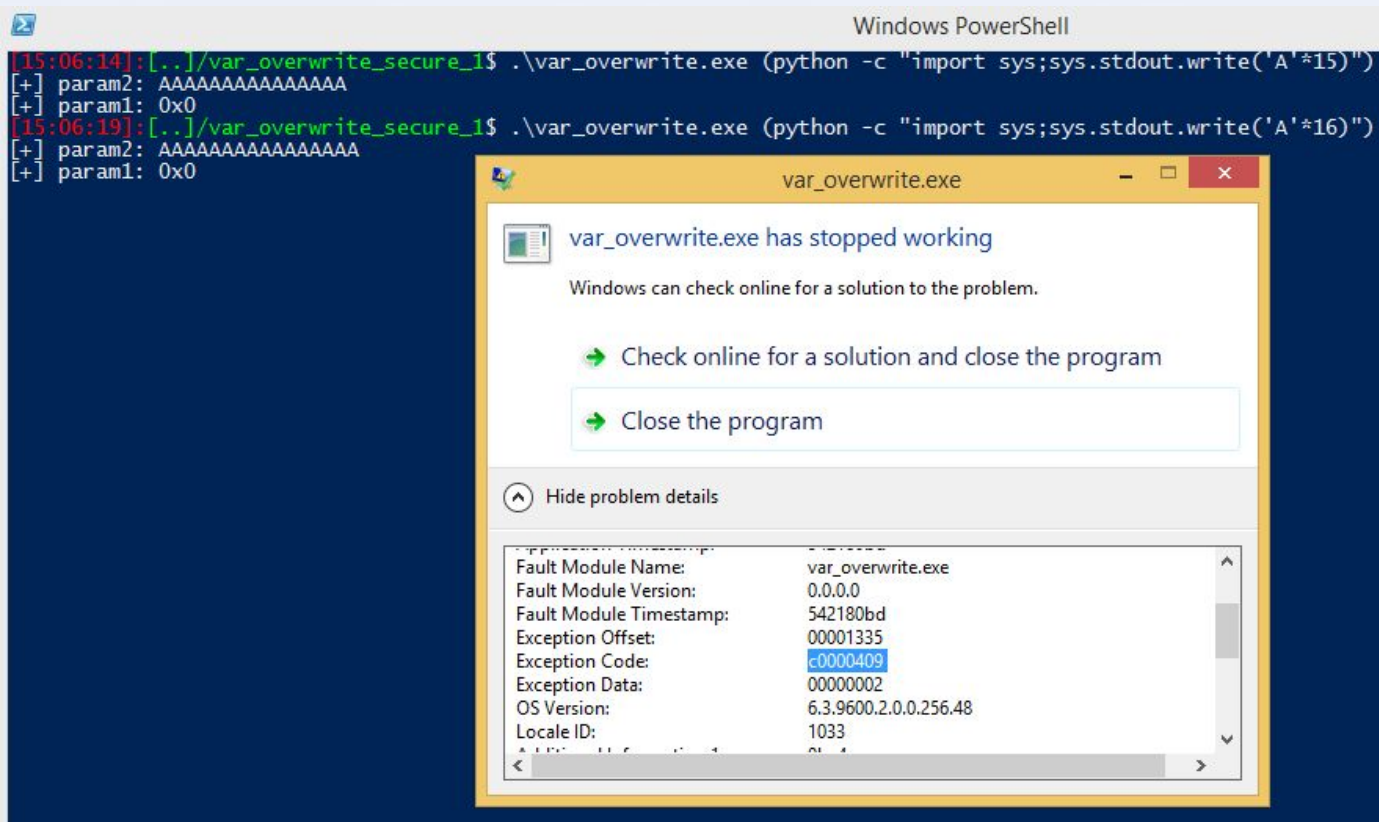 Windows PowerShell
[15:06:14]:[..]/var_overwrite_secure_1$ .\var_overwrite.exe (python -c "import sys;sys.stdout.write('A'*15)")
[+] param2: AAAAAAAAAAAAAAA
[+] param1: 0x0
[15:06:19]:[..]/var_overwrite_secure_1$ .\var_overwrite.exe (python -c "import sys;sys.stdout.write('A'*16)")
[+] param2: AAAAAAAAAAAAAAAA
[+] param1: 0x0
var_overwrite.exe
var_overwrite.exe has stopped working
Windows can check online for a solution to the problem.
Check online for a solution and close the program
Close the program
Hide problem details
Fault Module Name: var_overwrite.exe
Fault Module Version: 0.0.0.0
Fault Module Timestamp: 542180bd
Exception Offset: 00001335
Exception Code: c0000409
Exception Data: 00000002
OS Version: 6.3.9600.2.0.0.256.48
Locale ID: 1033